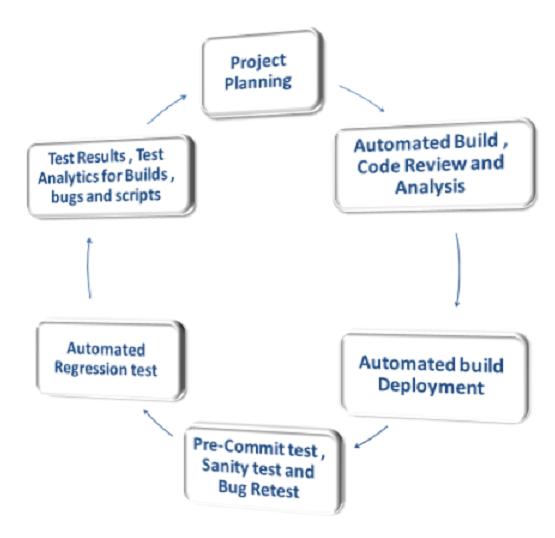 Project
Planning
Automated Build ,
Code Review and
Analysis
Automated build
Deployment
Pre-Commit test ,
Sanity test and
Bug Retest
Automated
Regression test
Test Results , Test
Analytics for Builds ,
bugs and scripts